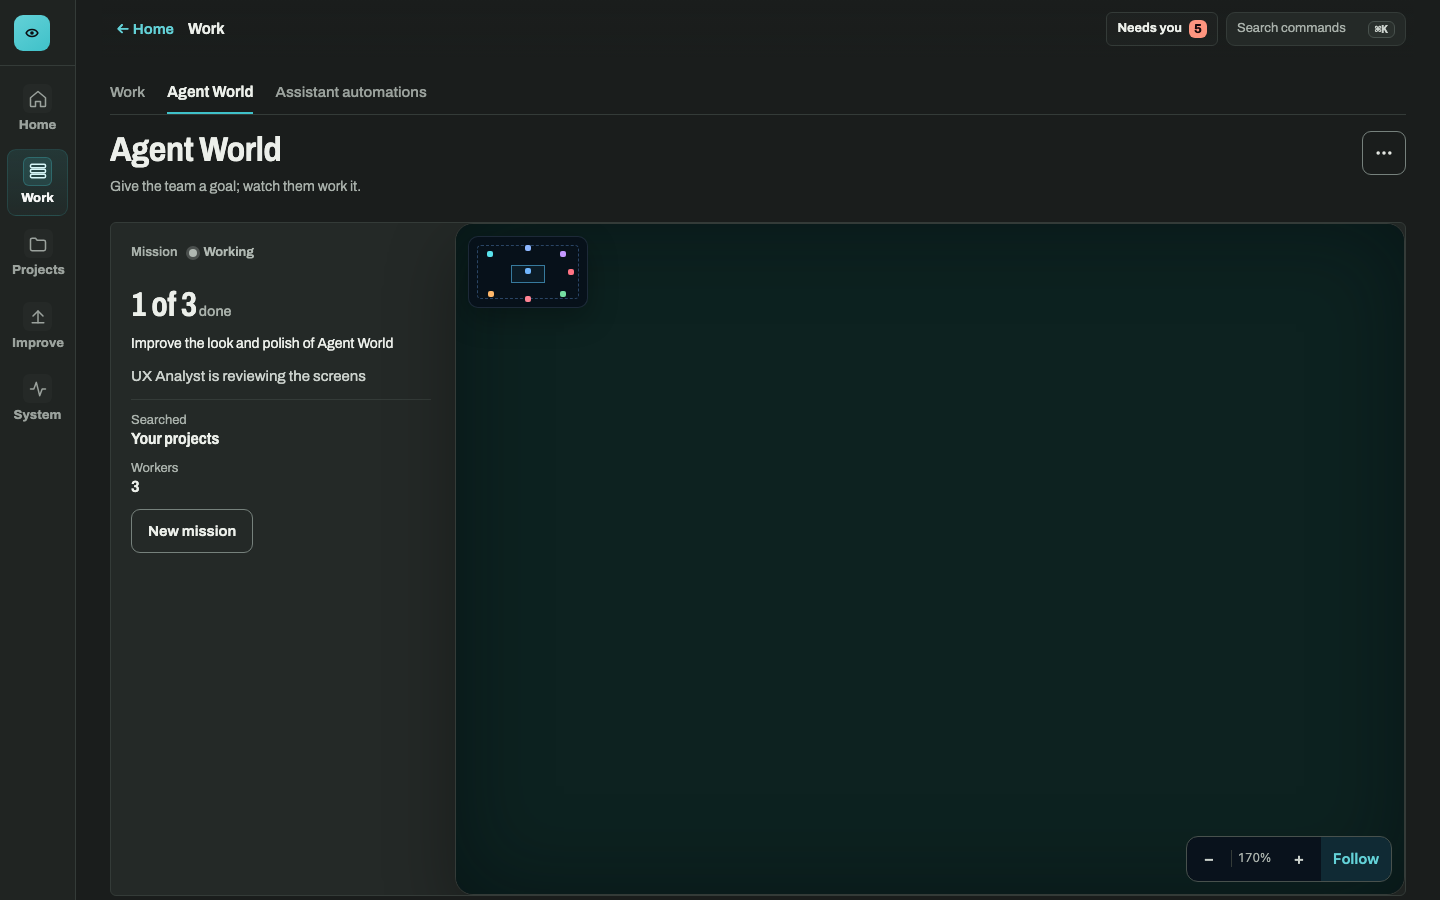 ← Home Work
Needs you 5
Search commands ⌘K
Home
Work
Projects
Improve
System
Work Agent World Assistant automations
Agent World
Give the team a goal; watch them work it.
Mission Working
1 of 3 done
Improve the look and polish of Agent World
UX Analyst is reviewing the screens
Searched
Your projects
Workers
3
New mission
− 170% + Follow